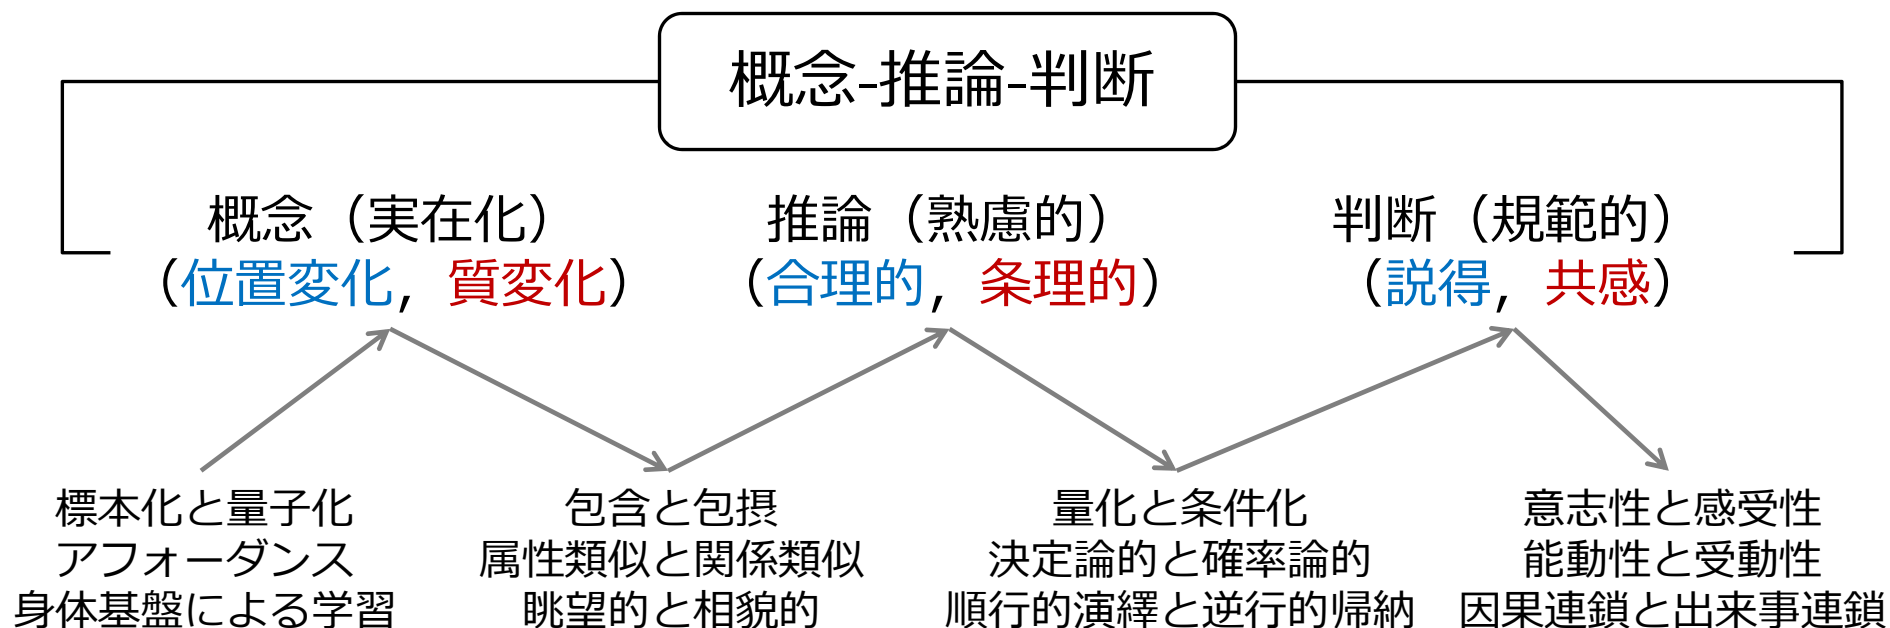 概念-推論-判断
概念（実在化）
（位置変化，質変化）
推論（熟慮的）
（合理的，条理的）
判断（規範的）
（説得，共感）
標本化と量子化
アフォーダンス
身体基盤による学習
包含と包摂
属性類似と関係類似
眺望的と相貌的
量化と条件化
決定論的と確率論的
順行的演繹と逆行的帰納
意志性と感受性
能動性と受動性
因果連鎖と出来事連鎖